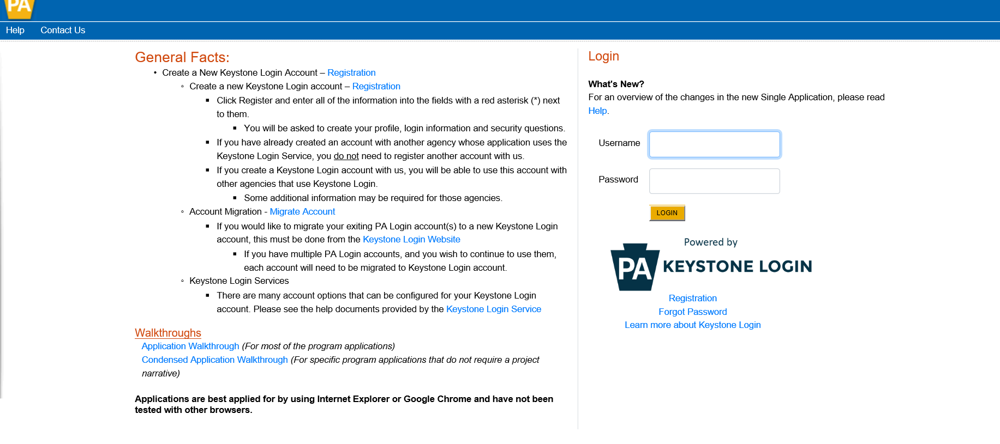 PA
Help Contact Us
General Facts:
• Create a New Keystone Login Account – Registration
◦ Create a new Keystone Login account – Registration
▪ Click Register and enter all of the information into the fields with a red asterisk (*) next
to them.
▪ You will be asked to create your profile, login information and security questions.
▪ If you have already created an account with another agency whose application uses the
Keystone Login Service, you do not need to register another account with us.
▪ If you create a Keystone Login account with us, you will be able to use this account with
other agencies that use Keystone Login.
▪ Some additional information may be required for those agencies.
◦ Account Migration - Migrate Account
▪ If you would like to migrate your exiting PA Login account(s) to a new Keystone Login
account, this must be done from the Keystone Login Website
▪ If you have multiple PA Login accounts, and you wish to continue to use them,
each account will need to be migrated to Keystone Login account.
◦ Keystone Login Services
▪ There are many account options that can be configured for your Keystone Login
account. Please see the help documents provided by the Keystone Login Service
Walkthroughs
Application Walkthrough (For most of the program applications)
Condensed Application Walkthrough (For specific program applications that do not require a project
narrative)
Applications are best applied for by using Internet Explorer or Google Chrome and have not been
tested with other browsers.
Login
What's New?
For an overview of the changes in the new Single Application, please read
Help.
Username
Password
LOGIN
Powered by
PA KEYSTONE LOGIN
Registration
Forgot Password
Learn more about Keystone Login